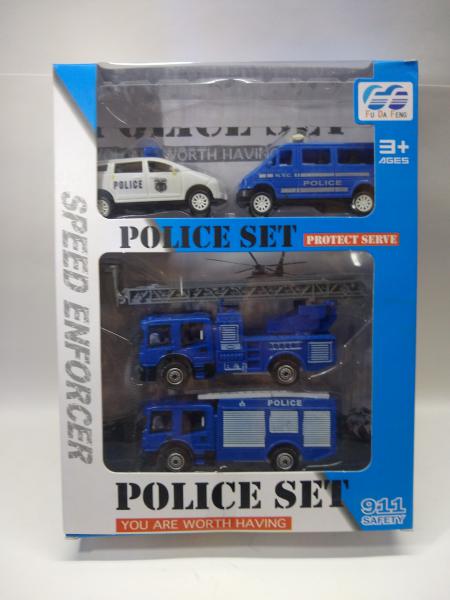 FU DA FENG
3+
AGES
POLICE SET
WORTH HAVING
POLICE
POLICE
POLICE SET
PROTECT SERVE
SPEED ENFORCER
POLICE
POLICE SET
YOU ARE WORTH HAVING
911
SAFETY